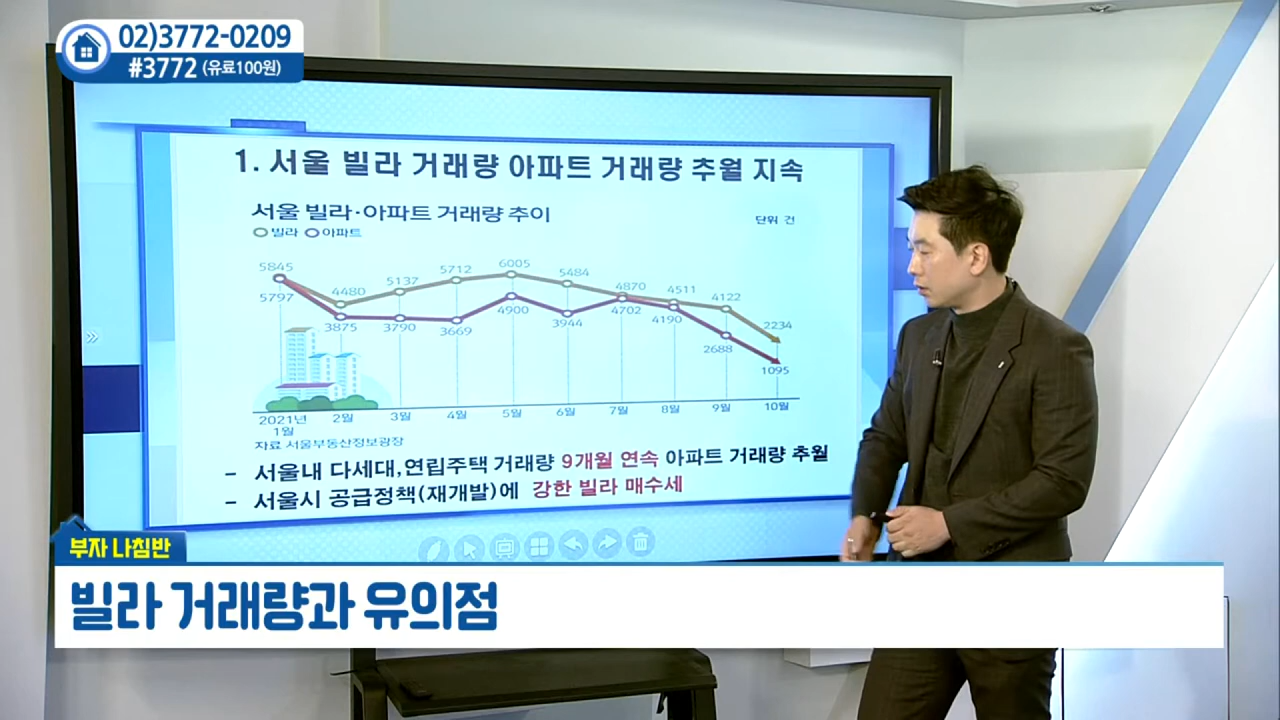 02)3772-0209
#3772 (유료100원)
1. 서울 빌라 거래량 아파트 거래량 추월 지속
서울 빌라·아파트 거래량 추이
단위 건
빌라 아파트
5845 4480 5137 5712 6005 5484 4870 4511 4122 2234
5797 3875 3790 3669 4900 3944 4702 4190 2688 1095
2021년 1월 2월 3월 4월 5월 6월 7월 8월 9월 10월
자료 서울부동산정보광장
- 서울내 다세대,연립주택 거래량 9개월 연속 아파트 거래량 추월
- 서울시 공급정책(재개발)에 강한 빌라 매수세
부자 나침반
빌라 거래량과 유의점